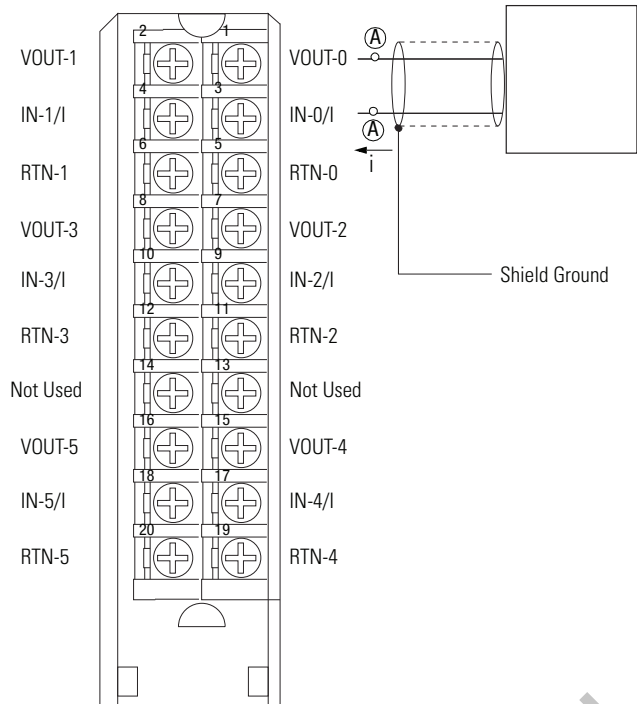 2 1
VOUT-1 VOUT-0 A
4 3
IN-1/I IN-0/I A
6 5
i
RTN-1 RTN-0
8 7
VOUT-3 VOUT-2
10 9
IN-3/I IN-2/I Shield Ground
12 11
RTN-3 RTN-2
14 13
Not Used Not Used
16 15
VOUT-5 VOUT-4
18 17
IN-5/I IN-4/I
20 19
RTN-5 RTN-4